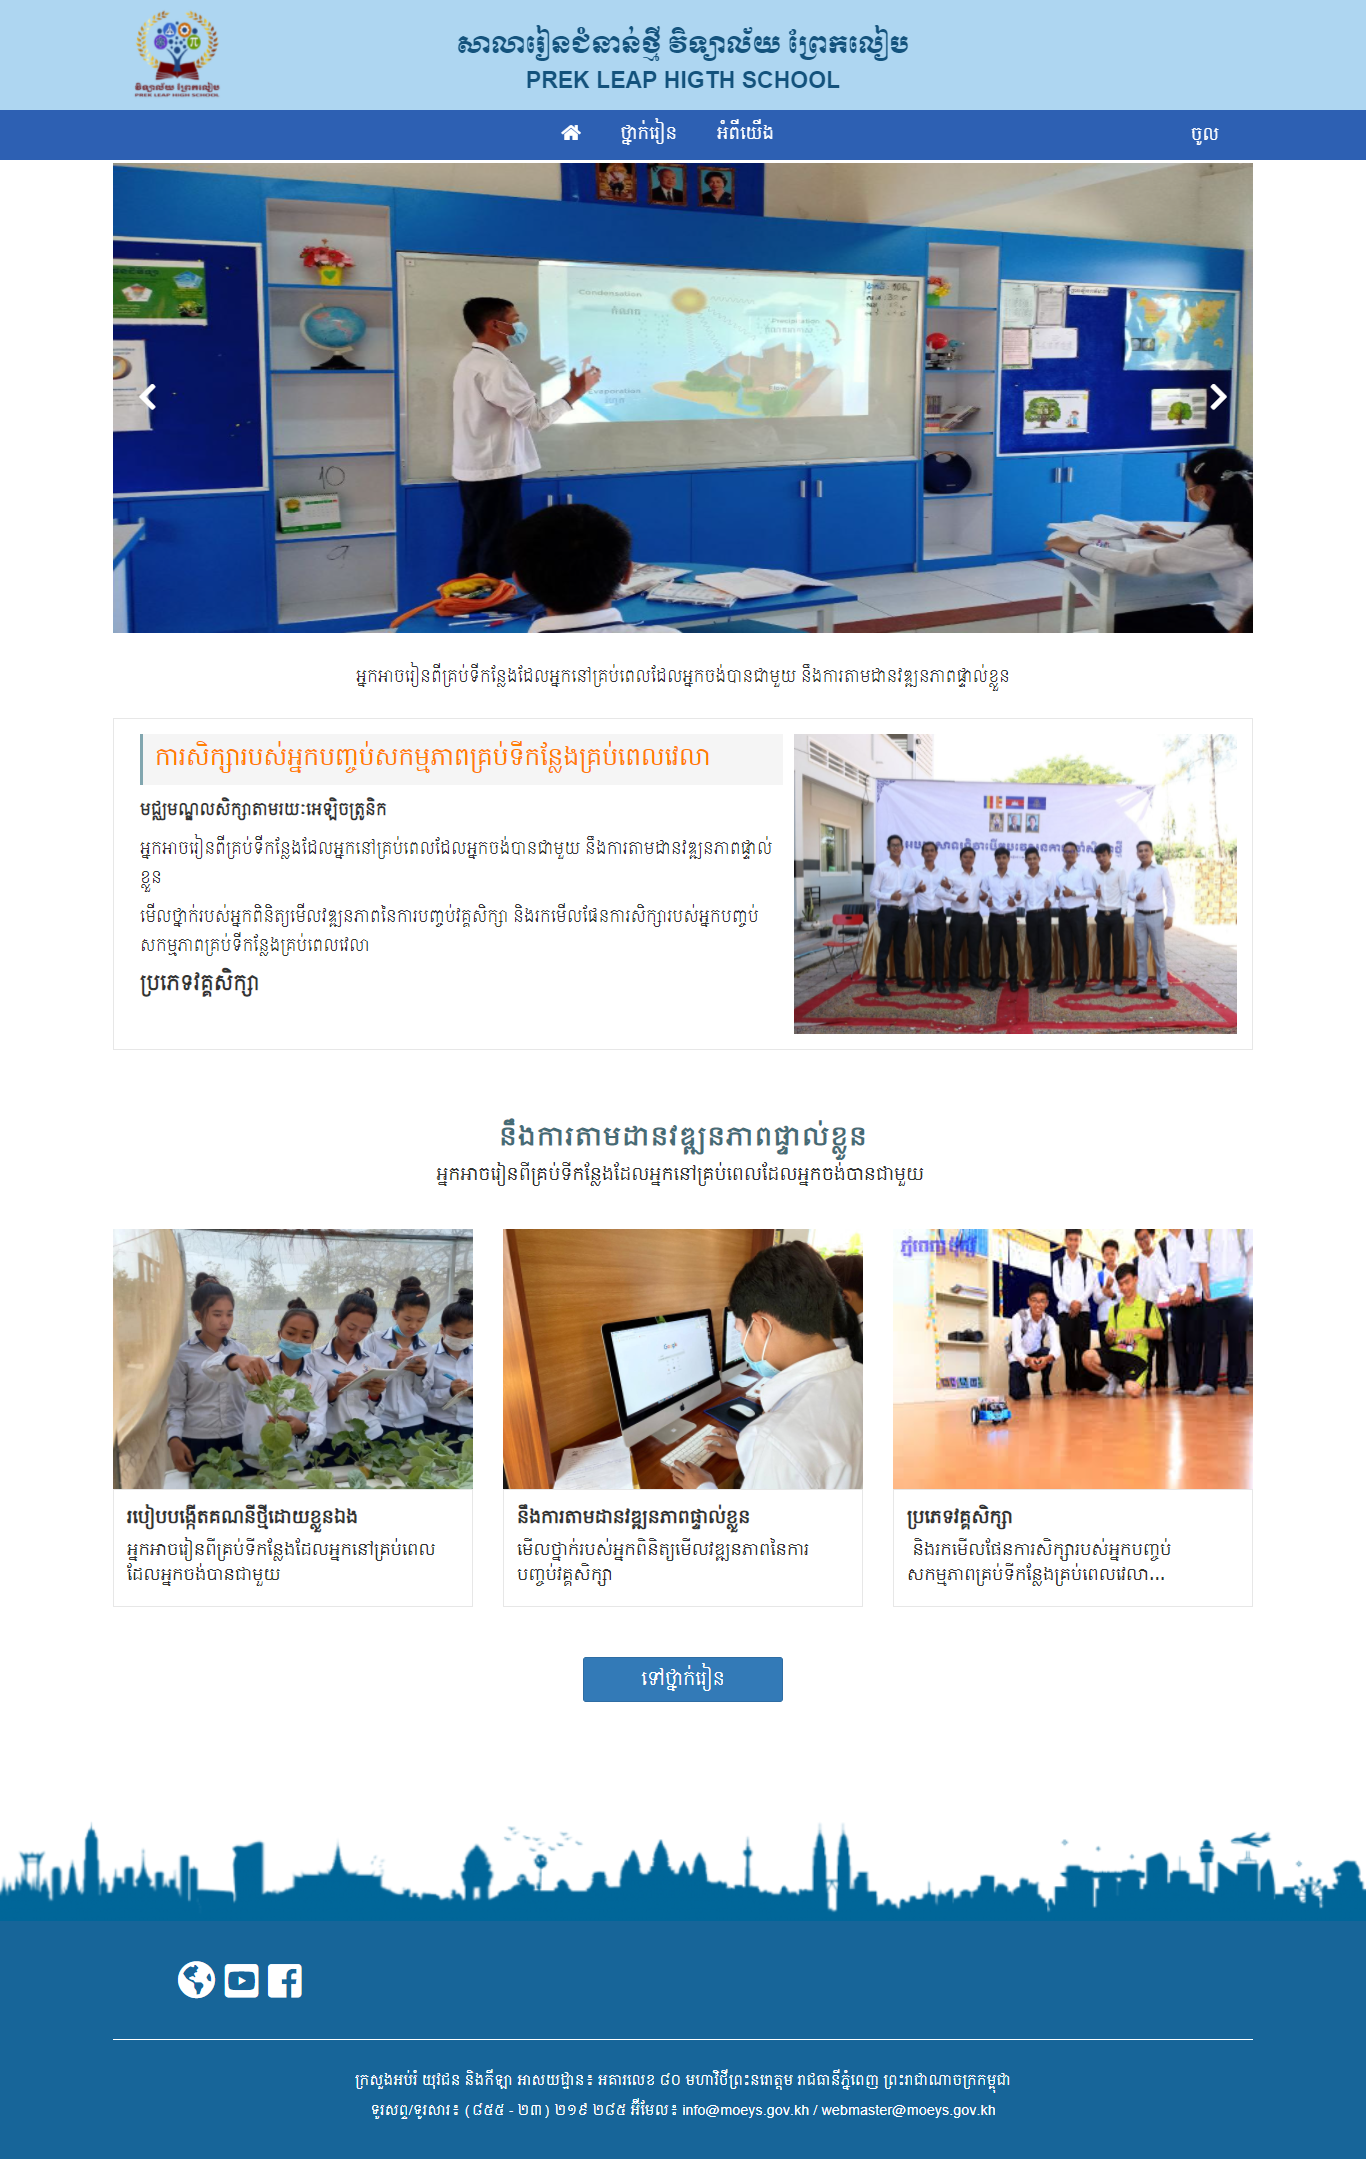 វិទ្យាល័យ ព្រែកលៀប
PREK LEAP HIGTH SCHOOL
សាលារៀនជំនាន់ថ្មី វិទ្យាល័យ ព្រែកលៀប
PREK LEAP HIGTH SCHOOL
ថ្នាក់រៀន
អំពីយើង
ចូល
Condensation
Precipitation
Evaporation
10
9
អ្នកអាចរៀនពីគ្រប់ទីកន្លែងដែលអ្នកនៅគ្រប់ពេលដែលអ្នកចង់បានជាមួយ នឹងការតាមដានវឌ្ឍនភាពផ្ទាល់ខ្លួន
ការសិក្សារបស់អ្នកបញ្ចប់សកម្មភាពគ្រប់ទីកន្លែងគ្រប់ពេលវេលា
មជ្ឈមណ្ឌលសិក្សាតាមរយៈអេឡិចត្រូនិក
អ្នកអាចរៀនពីគ្រប់ទីកន្លែងដែលអ្នកនៅគ្រប់ពេលដែលអ្នកចង់បានជាមួយ នឹងការតាមដានវឌ្ឍនភាពផ្ទាល់
ខ្លួន
មើលថ្នាក់របស់អ្នកពិនិត្យមើលវឌ្ឍនភាពនៃការបញ្ចប់វគ្គសិក្សា និងរកមើលផែនការសិក្សារបស់អ្នកបញ្ចប់
សកម្មភាពគ្រប់ទីកន្លែងគ្រប់ពេលវេលា
ប្រភេទវគ្គសិក្សា
នឹងការតាមដានវឌ្ឍនភាពផ្ទាល់ខ្លួន
អ្នកអាចរៀនពីគ្រប់ទីកន្លែងដែលអ្នកនៅគ្រប់ពេលដែលអ្នកចង់បានជាមួយ
Google
ភ្នំពេញប៉ុស្តិ៍
របៀបបង្កើតគណនីថ្មីដោយខ្លួនឯង
អ្នកអាចរៀនពីគ្រប់ទីកន្លែងដែលអ្នកនៅគ្រប់ពេល
ដែលអ្នកចង់បានជាមួយ
នឹងការតាមដានវឌ្ឍនភាពផ្ទាល់ខ្លួន
មើលថ្នាក់របស់អ្នកពិនិត្យមើលវឌ្ឍនភាពនៃការ
បញ្ចប់វគ្គសិក្សា
ប្រភេទវគ្គសិក្សា
និងរកមើលផែនការសិក្សារបស់អ្នកបញ្ចប់
សកម្មភាពគ្រប់ទីកន្លែងគ្រប់ពេលវេលា...
ទៅថ្នាក់រៀន
ក្រសួងអប់រំ យុវជន និងកីឡា អាសយដ្ឋាន៖ អគារលេខ ៨០ មហាវិថីព្រះនរោត្តម រាជធានីភ្នំពេញ ព្រះរាជាណាចក្រកម្ពុជា
ទូរសព្ទ/ទូរសារ៖ (៨៥៥ - ២៣) ២១៩ ២៨៥ អ៊ីមែល៖ info@moeys.gov.kh / webmaster@moeys.gov.kh